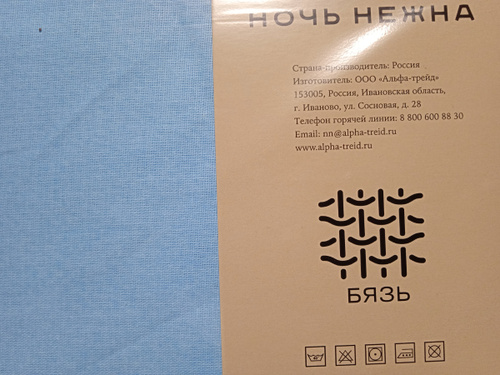 НОЧЬ НЕЖНА
Страна-производитель: Россия
Изготовитель: ООО «Альфа-трейд»
153005, Россия, Ивановская область,
г. Иваново, ул. Сосновая, д. 28
Телефон горячей линии: 8 800 600 88 30
Email: nn@alpha-treid.ru
www.alpha-treid.ru
БЯЗЬ